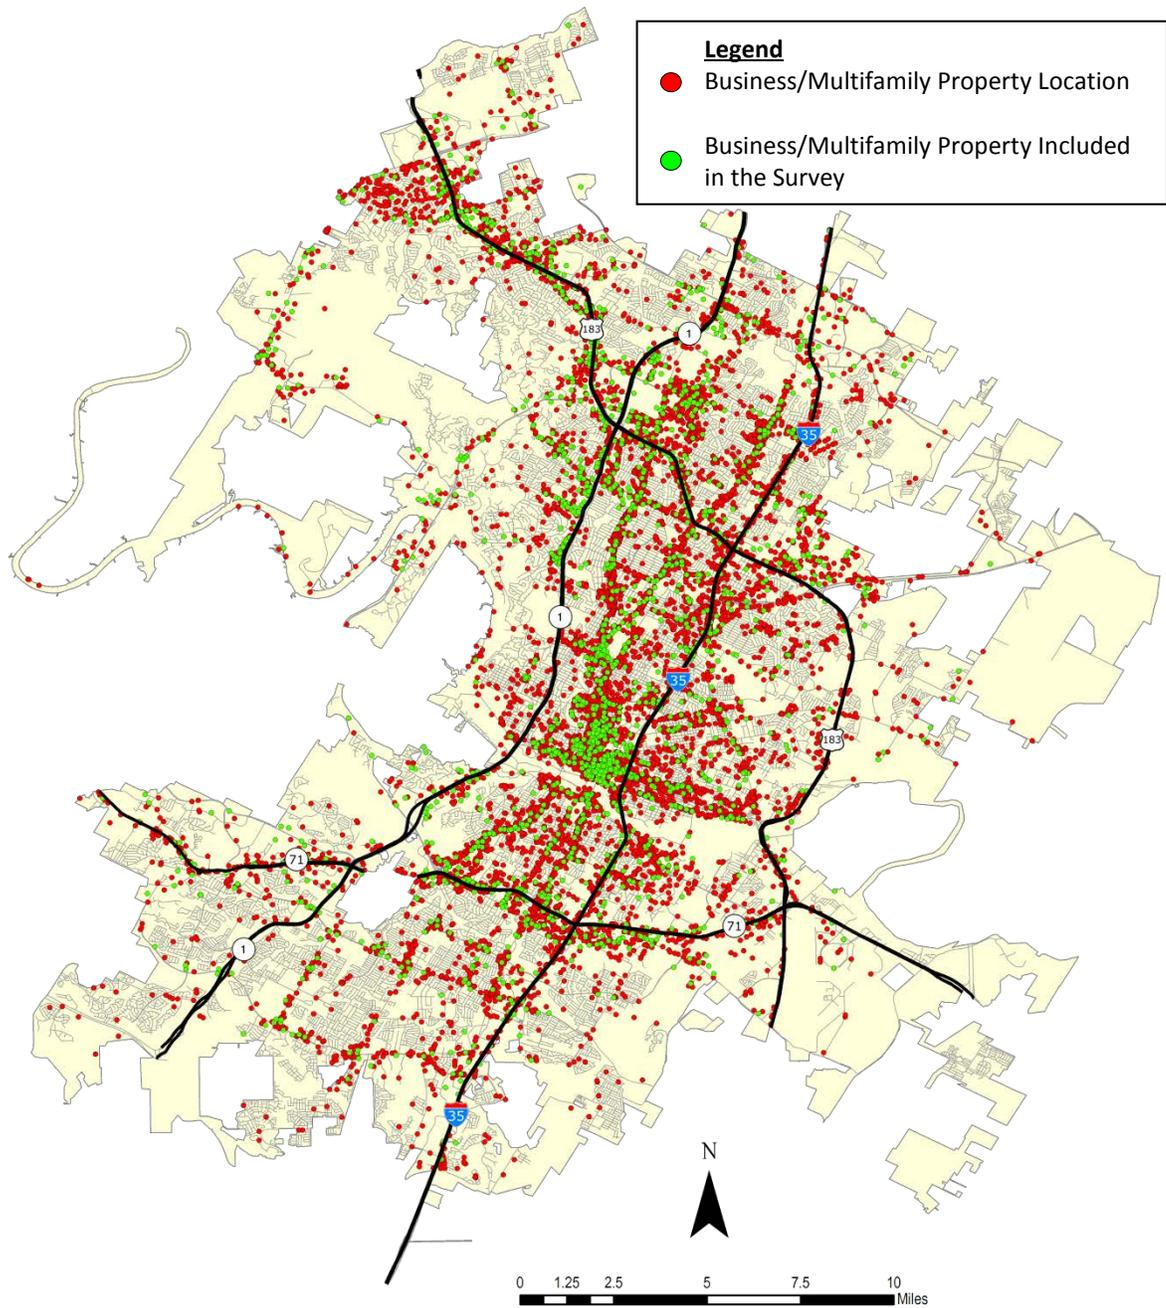 Legend
Business/Multifamily Property Location
Business/Multifamily Property Included
in the Survey
183
1
35
1
35
183
71
71
1
35
N
0 1.25 2.5 5 7.5 10
Miles